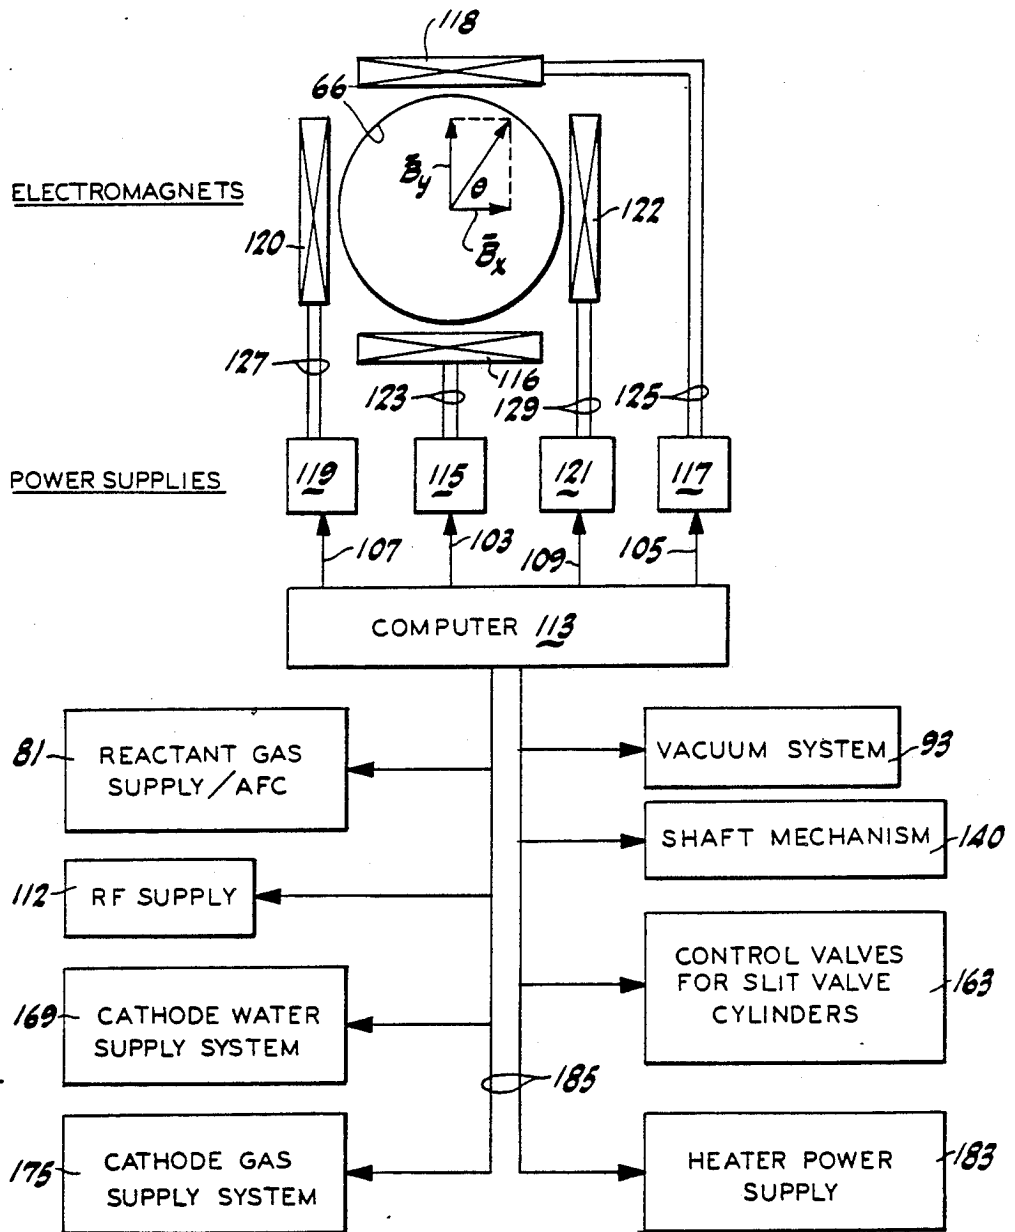 118
66
B̄y
θ
B̄x
ELECTROMAGNETS
120
122
127
116
123
129
125
POWER SUPPLIES
119
115
121
117
107
103
109
105
COMPUTER 113
81
REACTANT GAS
SUPPLY/AFC
VACUUM SYSTEM
93
SHAFT MECHANISM
140
112
RF SUPPLY
CONTROL VALVES
FOR SLIT VALVE
CYLINDERS
163
169
CATHODE WATER
SUPPLY SYSTEM
185
175
CATHODE GAS
SUPPLY SYSTEM
HEATER POWER
SUPPLY
183